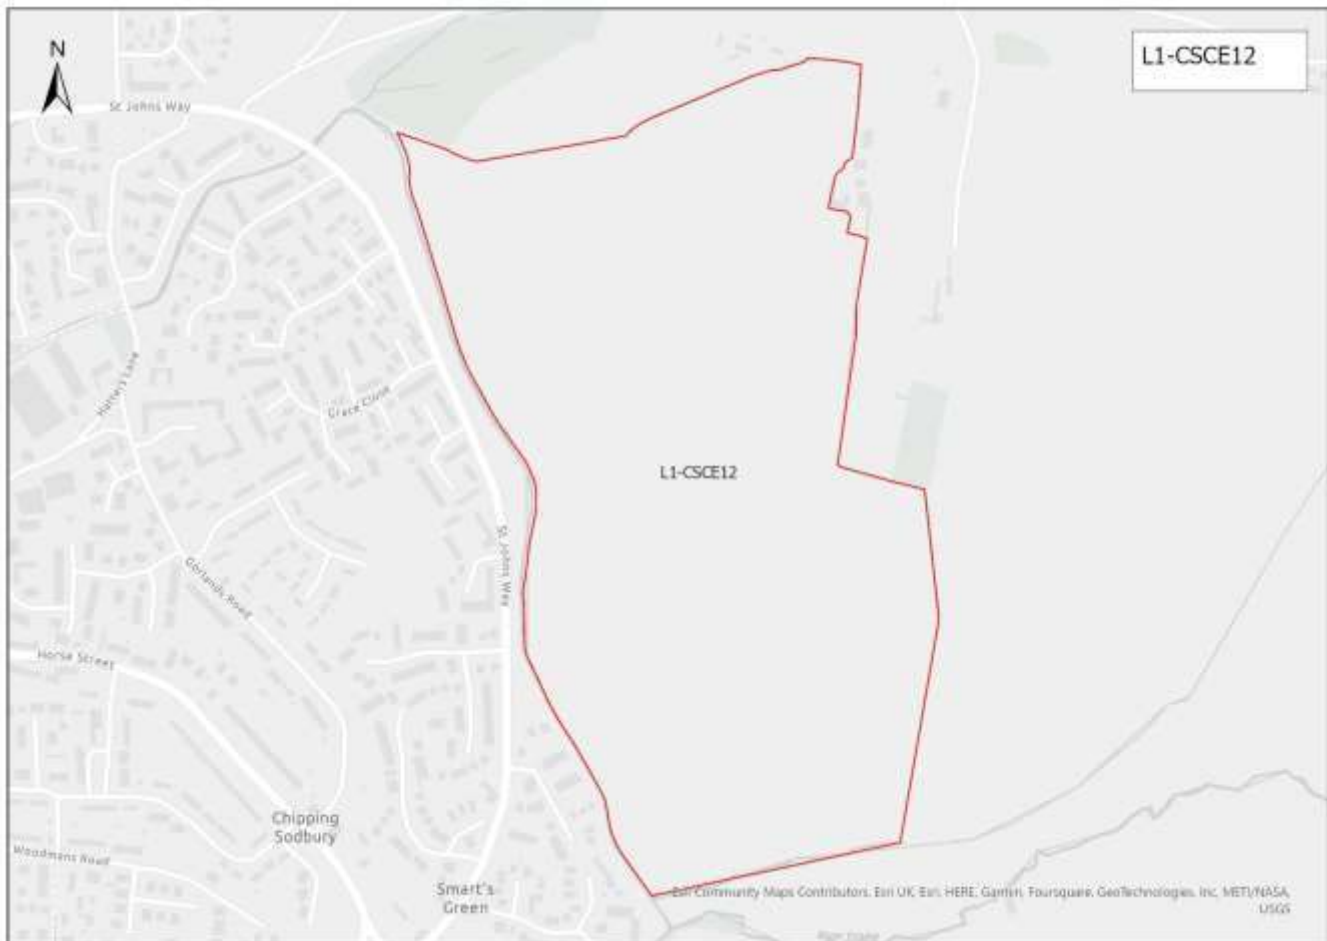 N
L1-CSCE12
St Johns Way
Hatters Lane
Grace Close
L1-CSCE12
St Johns Way
Gorlands Road
Horse Street
Chipping
Sodbury
Woodmans Road
Smart's
Green
Esri Community Maps Contributors, Esri UK, Esri, HERE, Garmin, Foursquare, GeoTechnologies, Inc, METI/NASA,
USGS
River Frome